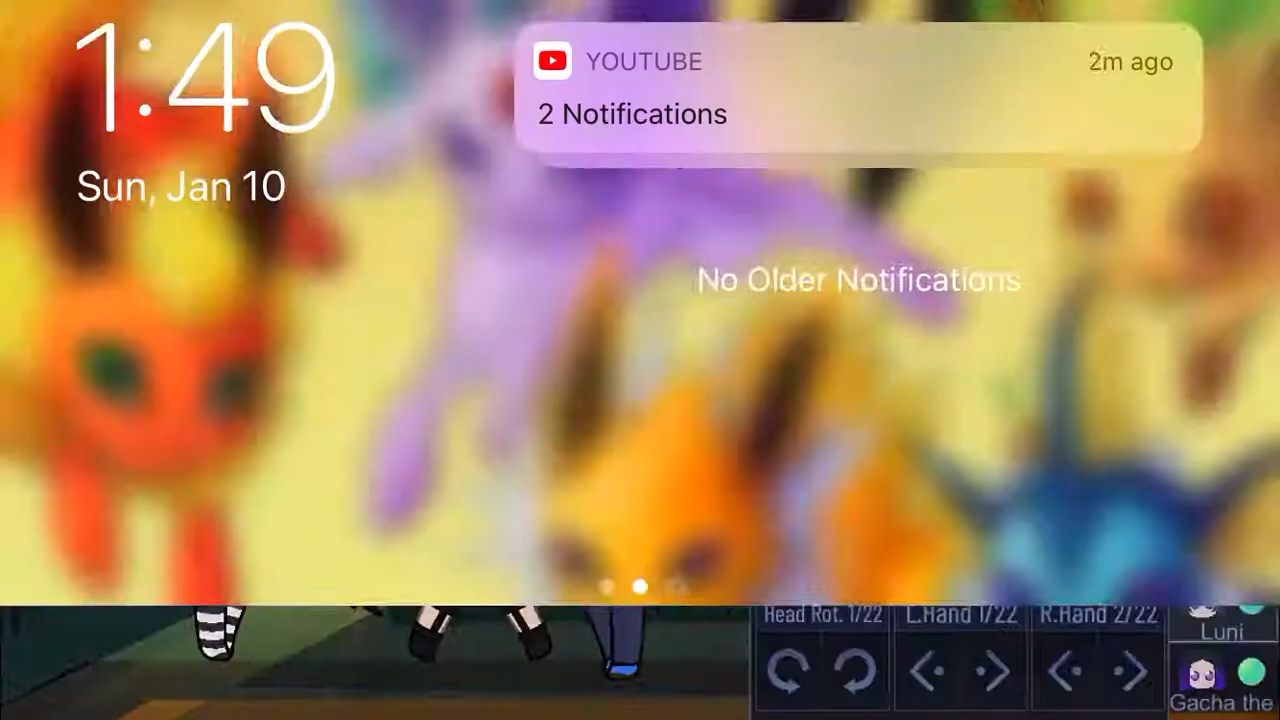 1:49
Sun, Jan 10
YOUTUBE
2m ago
2 Notifications
No Older Notifications
Head Rot. 1/22
L.Hand 1/22
R.Hand 2/22
Luni
Gacha the